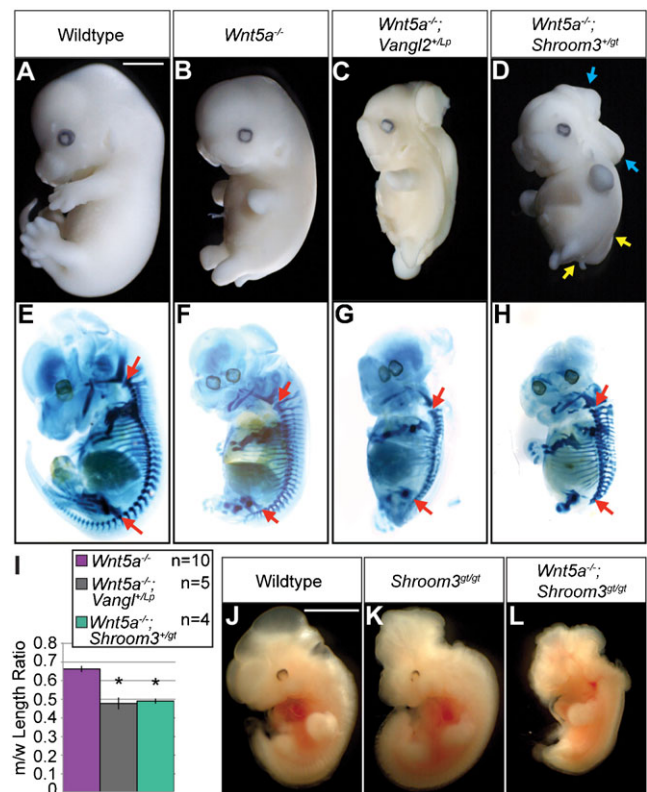 Wildtype
Wnt5a-/-
Wnt5a-/-;
Vangl2+/Lp
Wnt5a-/-;
Shroom3+/gt
A
B
C
D
E
F
G
H
I
Wnt5a-/- n=10
Wnt5a-/-; n=5
Vangl+/Lp
Wnt5a-/-; n=4
Shroom3+/gt
m/w Length Ratio
0.8
0.7
0.6
0.5
0.4
0.3
0.2
0.1
0
* *
Wildtype
Shroom3gt/gt
Wnt5a-/-;
Shroom3gt/gt
J
K
L